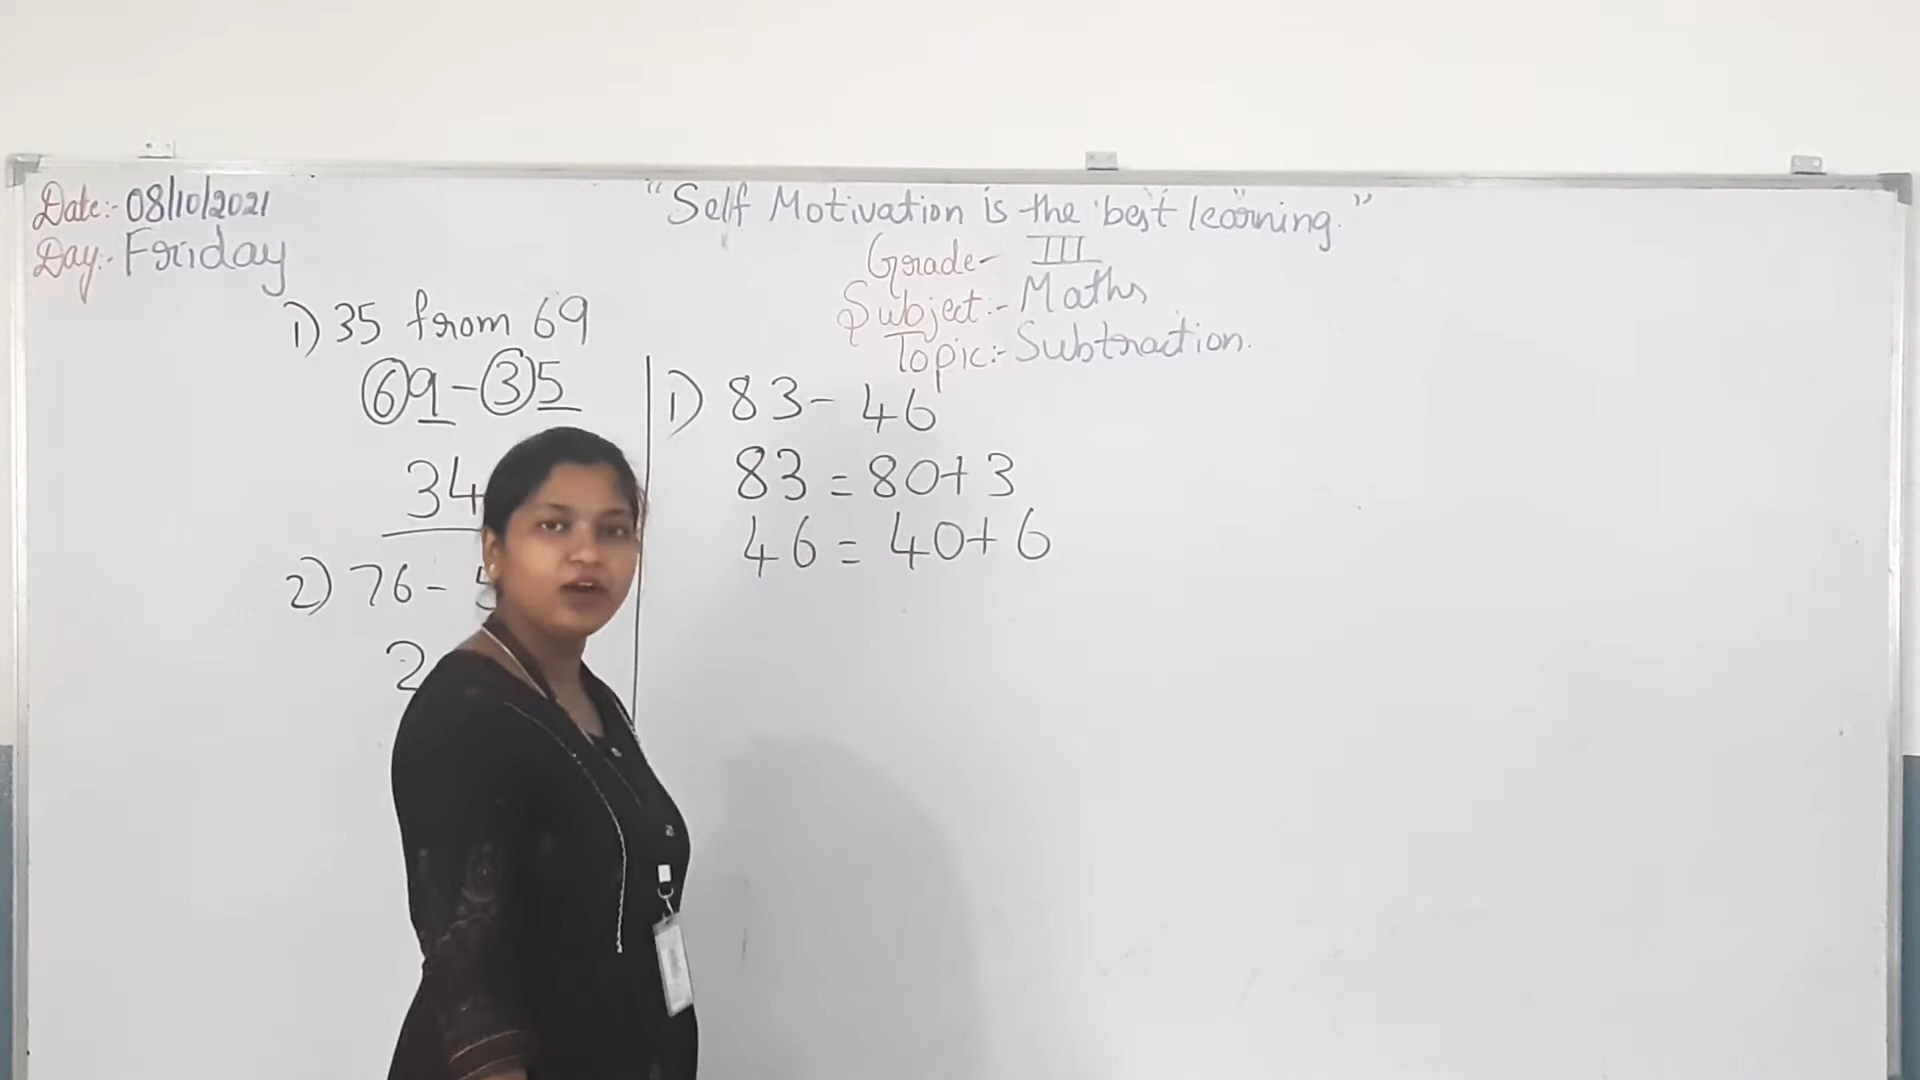 Date:- 08/10/2021
Day:- Friday
"Self Motivation is the best learning."
Grade- III
Subject:- Maths
Topic:- Subtraction.
1) 35 from 69
69-35
34
2) 76-
2
1) 83-46
83 = 80+3
46 = 40+6